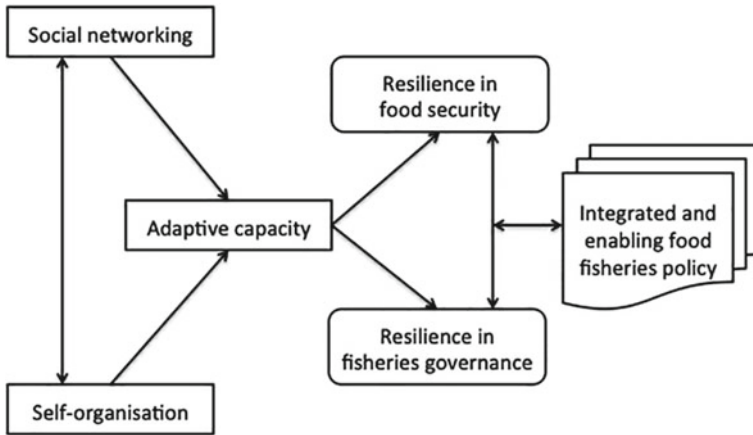 Social networking
Resilience in
food security
Adaptive capacity
Integrated and
enabling food
fisheries policy
Resilience in
fisheries governance
Self-organisation